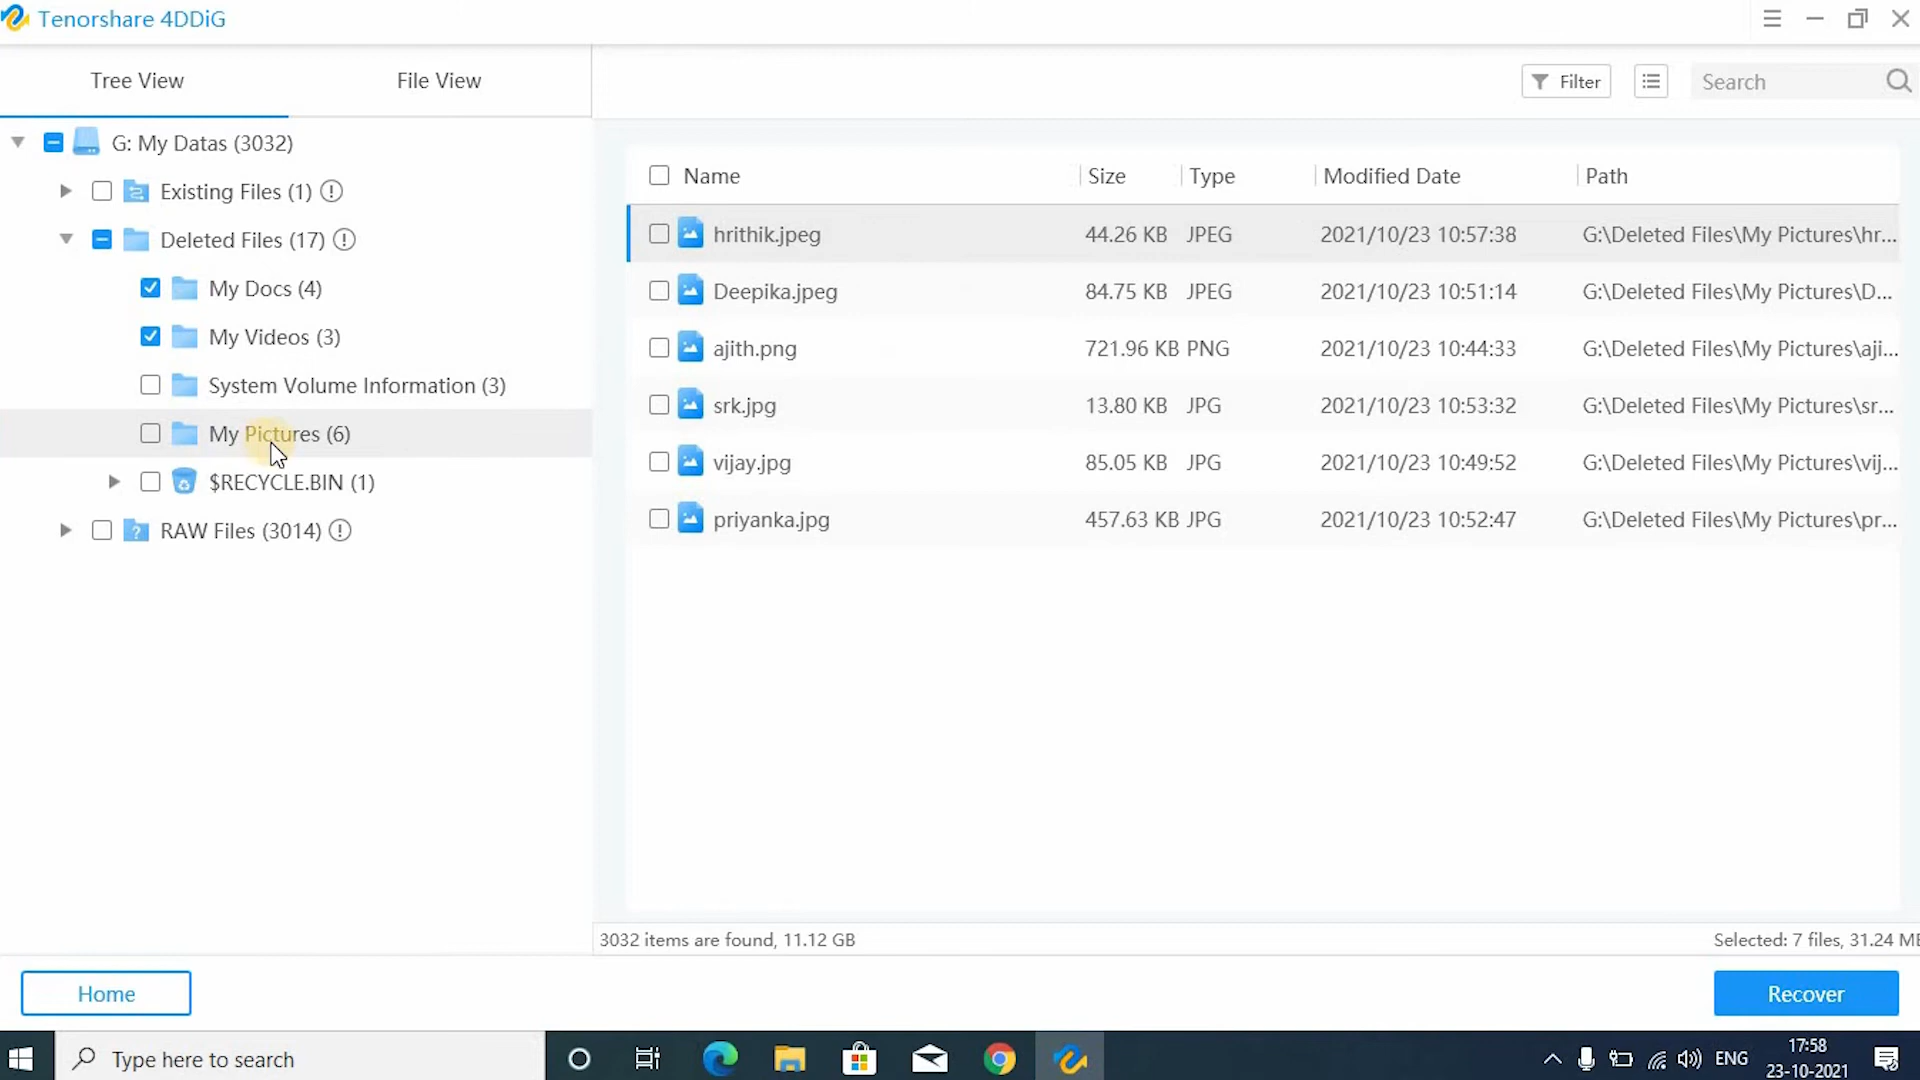 Tenorshare 4DDiG
Tree View
File View
Filter
Search
G: My Datas (3032)
Existing Files (1)
Deleted Files (17)
My Docs (4)
My Videos (3)
System Volume Information (3)
My Pictures (6)
$RECYCLE.BIN (1)
RAW Files (3014)
Name Size Type Modified Date Path
hrithik.jpeg 44.26 KB JPEG 2021/10/23 10:57:38 G:\Deleted Files\My Pictures\hr...
Deepika.jpeg 84.75 KB JPEG 2021/10/23 10:51:14 G:\Deleted Files\My Pictures\D...
ajith.png 721.96 KB PNG 2021/10/23 10:44:33 G:\Deleted Files\My Pictures\aji...
srk.jpg 13.80 KB JPG 2021/10/23 10:53:32 G:\Deleted Files\My Pictures\sr...
vijay.jpg 85.05 KB JPG 2021/10/23 10:49:52 G:\Deleted Files\My Pictures\vij...
priyanka.jpg 457.63 KB JPG 2021/10/23 10:52:47 G:\Deleted Files\My Pictures\pr...
3032 items are found, 11.12 GB
Selected: 7 files, 31.24 MB
Home
Recover
Type here to search
ENG
17:58
23-10-2021